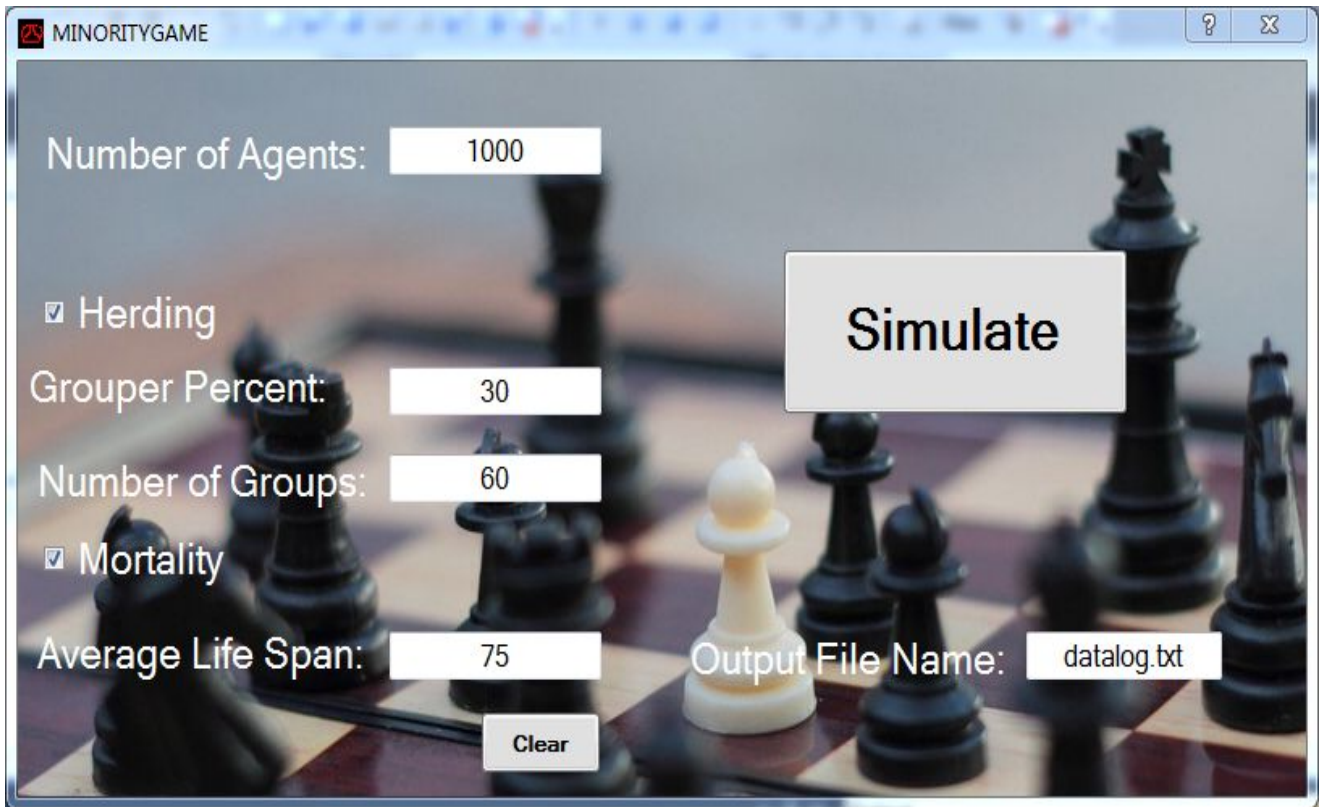 MINORITYGAME
Number of Agents: 1000
Herding
Simulate
Grouper Percent: 30
Number of Groups: 60
Mortality
Average Life Span: 75
Output File Name: datalog.txt
Clear